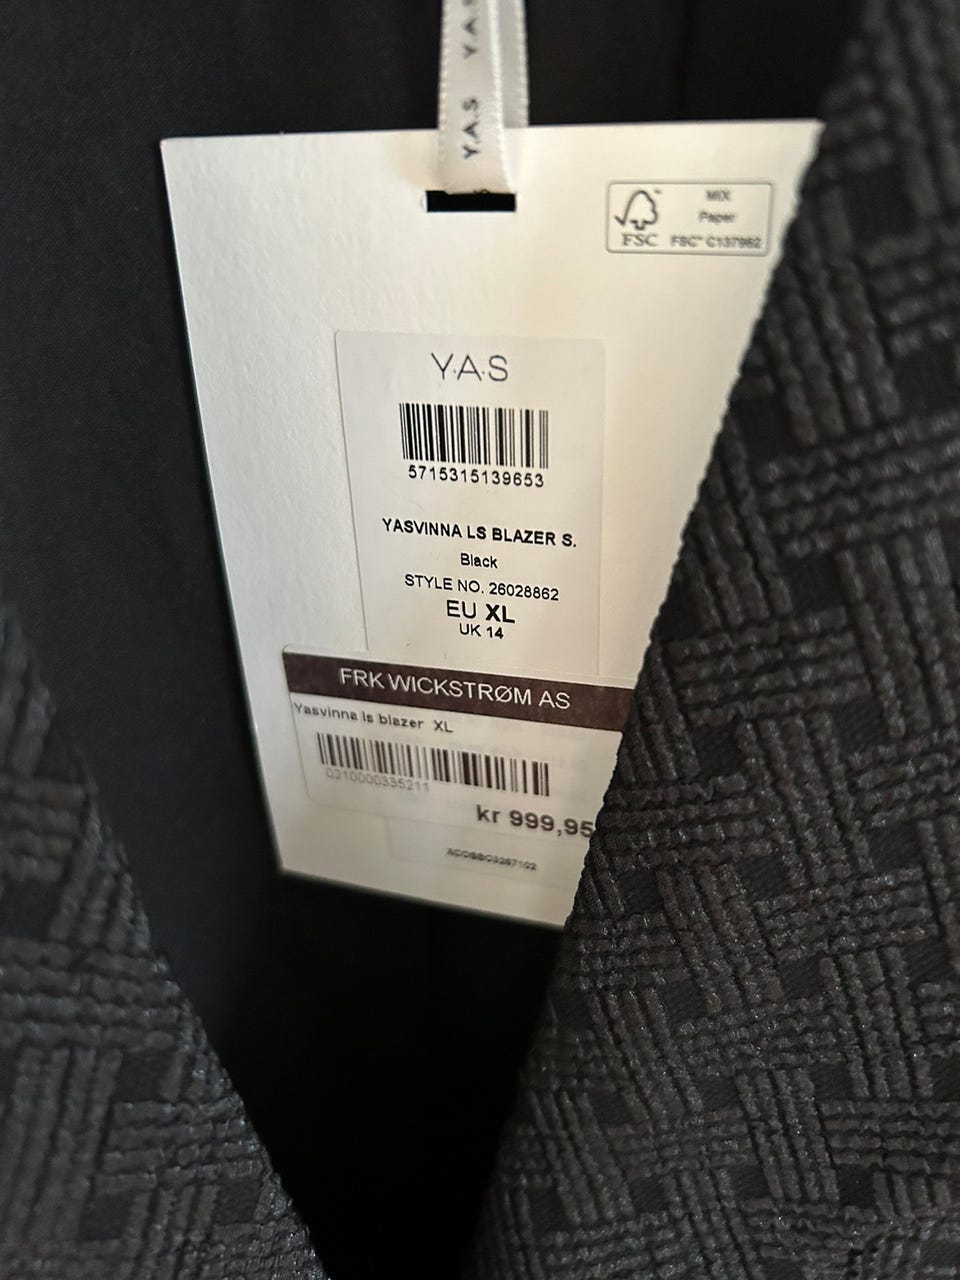 Y.A.S
Y.A.S
MIX
Paper
FSC
FSC™ C137962
Y.A.S
5715315139653
YASVINNA LS BLAZER S.
Black
STYLE NO. 26028862
EU XL
UK 14
FRK WICKSTRØM AS
Yasvinna ls blazer XL
0210000335211
kr 999,95